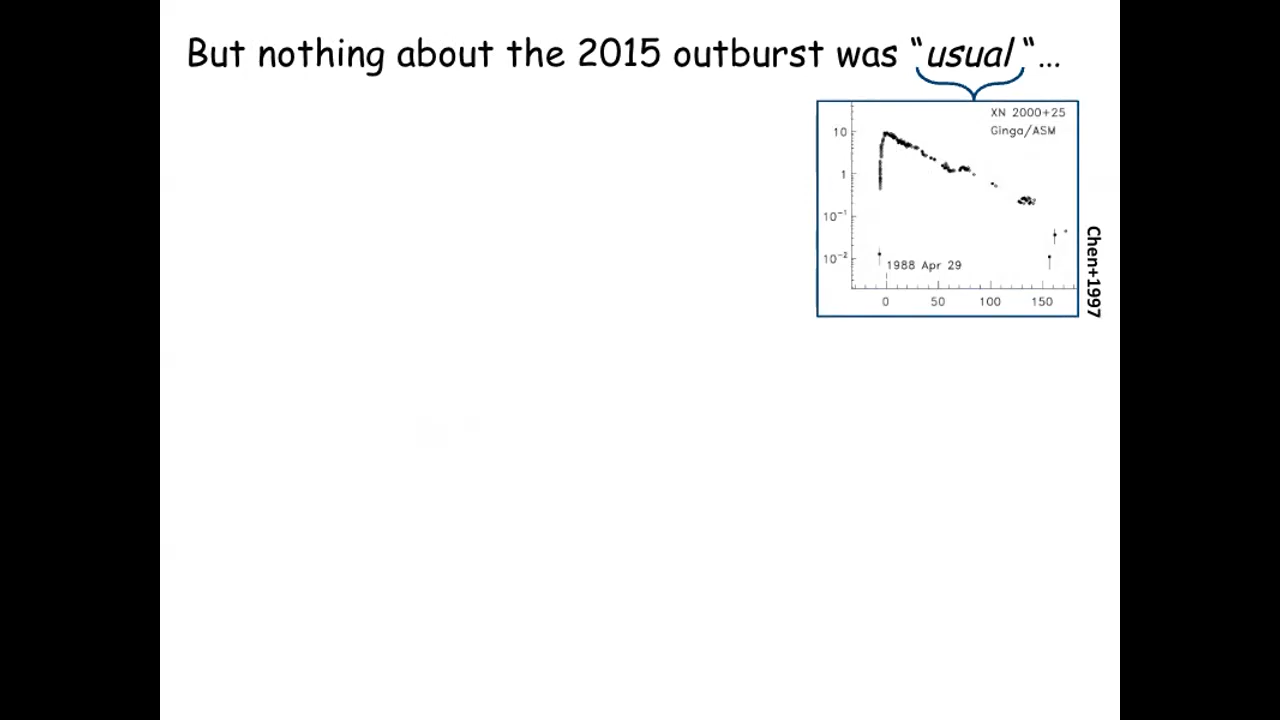 But nothing about the 2015 outburst was “usual “…
XN 2000+25
Ginga/ASM
10
1
10⁻¹
10⁻²
1988 Apr 29
0 50 100 150
Chen+1997